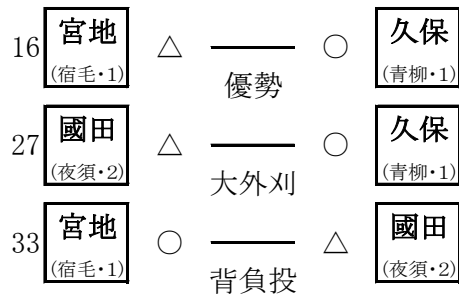 16 宮地 (宿毛・1) △ ― ○ 久保 (青柳・1)
優勢
27 國田 (夜須・2) △ ― ○ 久保 (青柳・1)
大外刈
33 宮地 (宿毛・1) ○ ― △ 國田 (夜須・2)
背負投